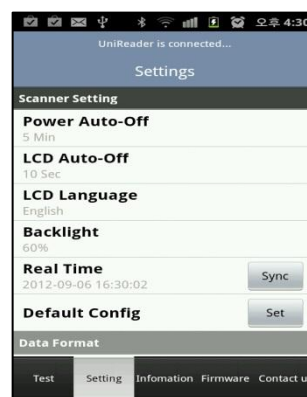 오후 4:30
UniReader is connected...
Settings
Scanner Setting
Power Auto-Off
5 Min
LCD Auto-Off
10 Sec
LCD Language
English
Backlight
60%
Real Time
2012-09-06 16:30:02
Sync
Default Config
Set
Data Format
Test Setting Infomation Firmware Contact u